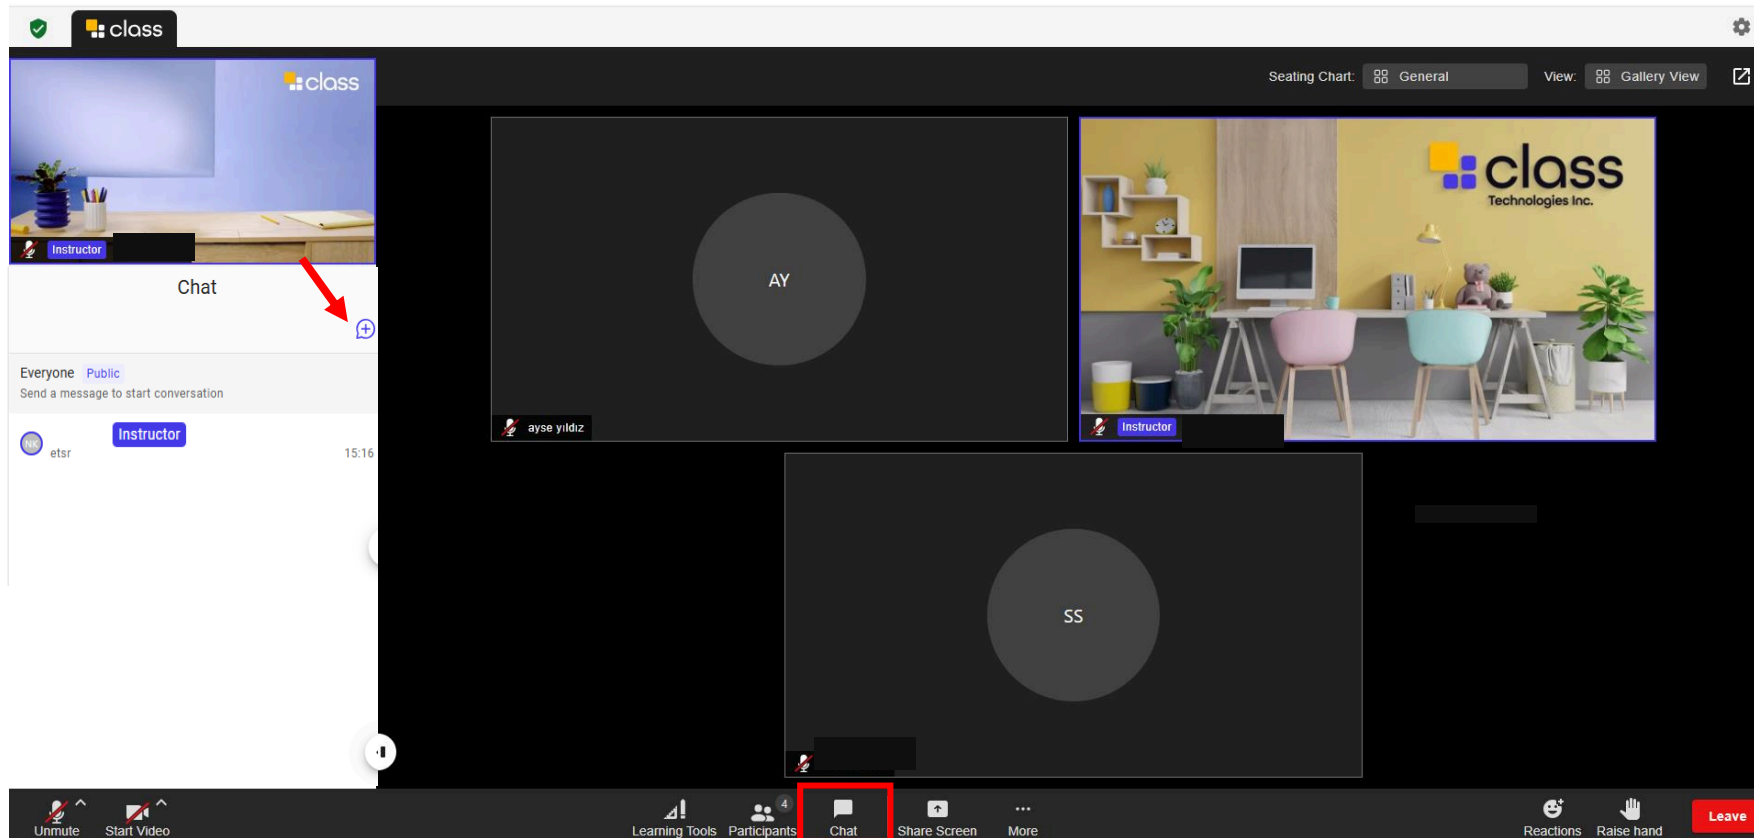 class
Seating Chart: General View: Gallery View
class
Instructor
Chat
Everyone Public
Send a message to start conversation
NK Instructor
etsr 15:16
AY
ayse yıldız
class
Technologies Inc.
Instructor
SS
Unmute Start Video Learning Tools Participants 4 Chat Share Screen More Reactions Raise hand Leave